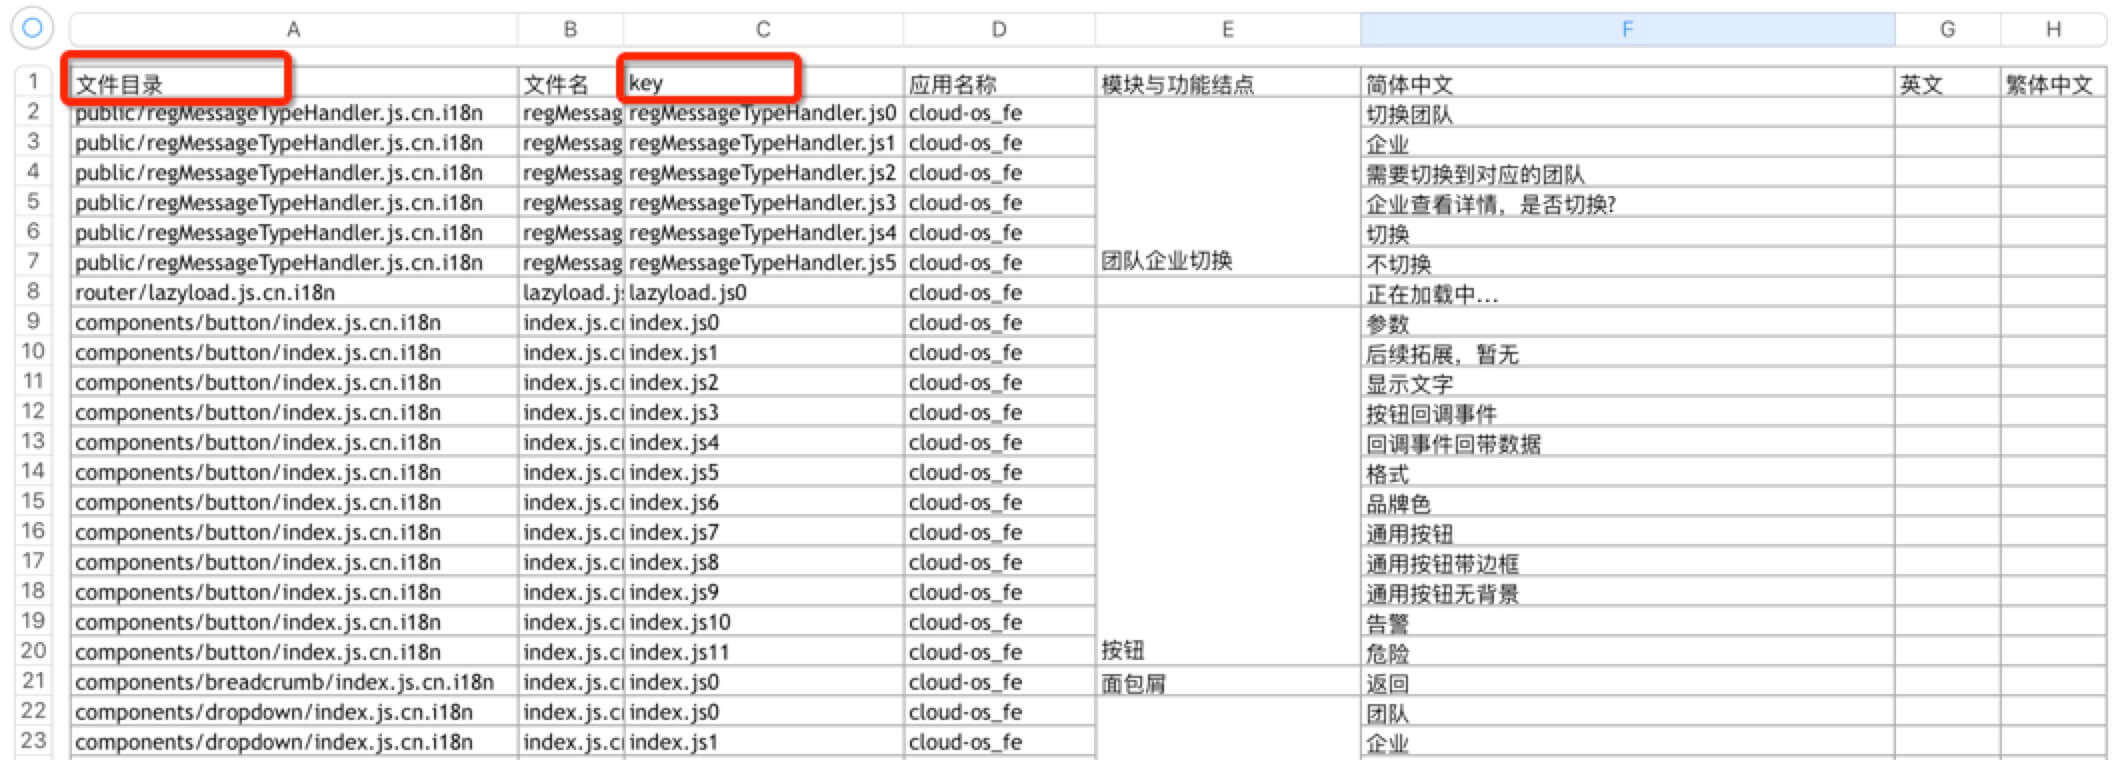 A B C D E F G H
1 文件目录 文件名 key 应用名称 模块与功能结点 简体中文 英文 繁体中文
2 public/regMessageTypeHandler.js.cn.i18n regMessag regMessageTypeHandler.js0 cloud-os_fe 切换团队
3 public/regMessageTypeHandler.js.cn.i18n regMessag regMessageTypeHandler.js1 cloud-os_fe 企业
4 public/regMessageTypeHandler.js.cn.i18n regMessag regMessageTypeHandler.js2 cloud-os_fe 需要切换到对应的团队
5 public/regMessageTypeHandler.js.cn.i18n regMessag regMessageTypeHandler.js3 cloud-os_fe 企业查看详情，是否切换?
6 public/regMessageTypeHandler.js.cn.i18n regMessag regMessageTypeHandler.js4 cloud-os_fe 切换
7 public/regMessageTypeHandler.js.cn.i18n regMessag regMessageTypeHandler.js5 cloud-os_fe 团队企业切换 不切换
8 router/lazyload.js.cn.i18n lazyload.j lazyload.js0 cloud-os_fe 正在加载中...
9 components/button/index.js.cn.i18n index.js.c index.js0 cloud-os_fe 参数
10 components/button/index.js.cn.i18n index.js.c index.js1 cloud-os_fe 后续拓展，暂无
11 components/button/index.js.cn.i18n index.js.c index.js2 cloud-os_fe 显示文字
12 components/button/index.js.cn.i18n index.js.c index.js3 cloud-os_fe 按钮回调事件
13 components/button/index.js.cn.i18n index.js.c index.js4 cloud-os_fe 回调事件回带数据
14 components/button/index.js.cn.i18n index.js.c index.js5 cloud-os_fe 格式
15 components/button/index.js.cn.i18n index.js.c index.js6 cloud-os_fe 品牌色
16 components/button/index.js.cn.i18n index.js.c index.js7 cloud-os_fe 通用按钮
17 components/button/index.js.cn.i18n index.js.c index.js8 cloud-os_fe 通用按钮带边框
18 components/button/index.js.cn.i18n index.js.c index.js9 cloud-os_fe 通用按钮无背景
19 components/button/index.js.cn.i18n index.js.c index.js10 cloud-os_fe 告警
20 components/button/index.js.cn.i18n index.js.c index.js11 cloud-os_fe 按钮 危险
21 components/breadcrumb/index.js.cn.i18n index.js.c index.js0 cloud-os_fe 面包屑 返回
22 components/dropdown/index.js.cn.i18n index.js.c index.js0 cloud-os_fe 团队
23 components/dropdown/index.js.cn.i18n index.js.c index.js1 cloud-os_fe 企业